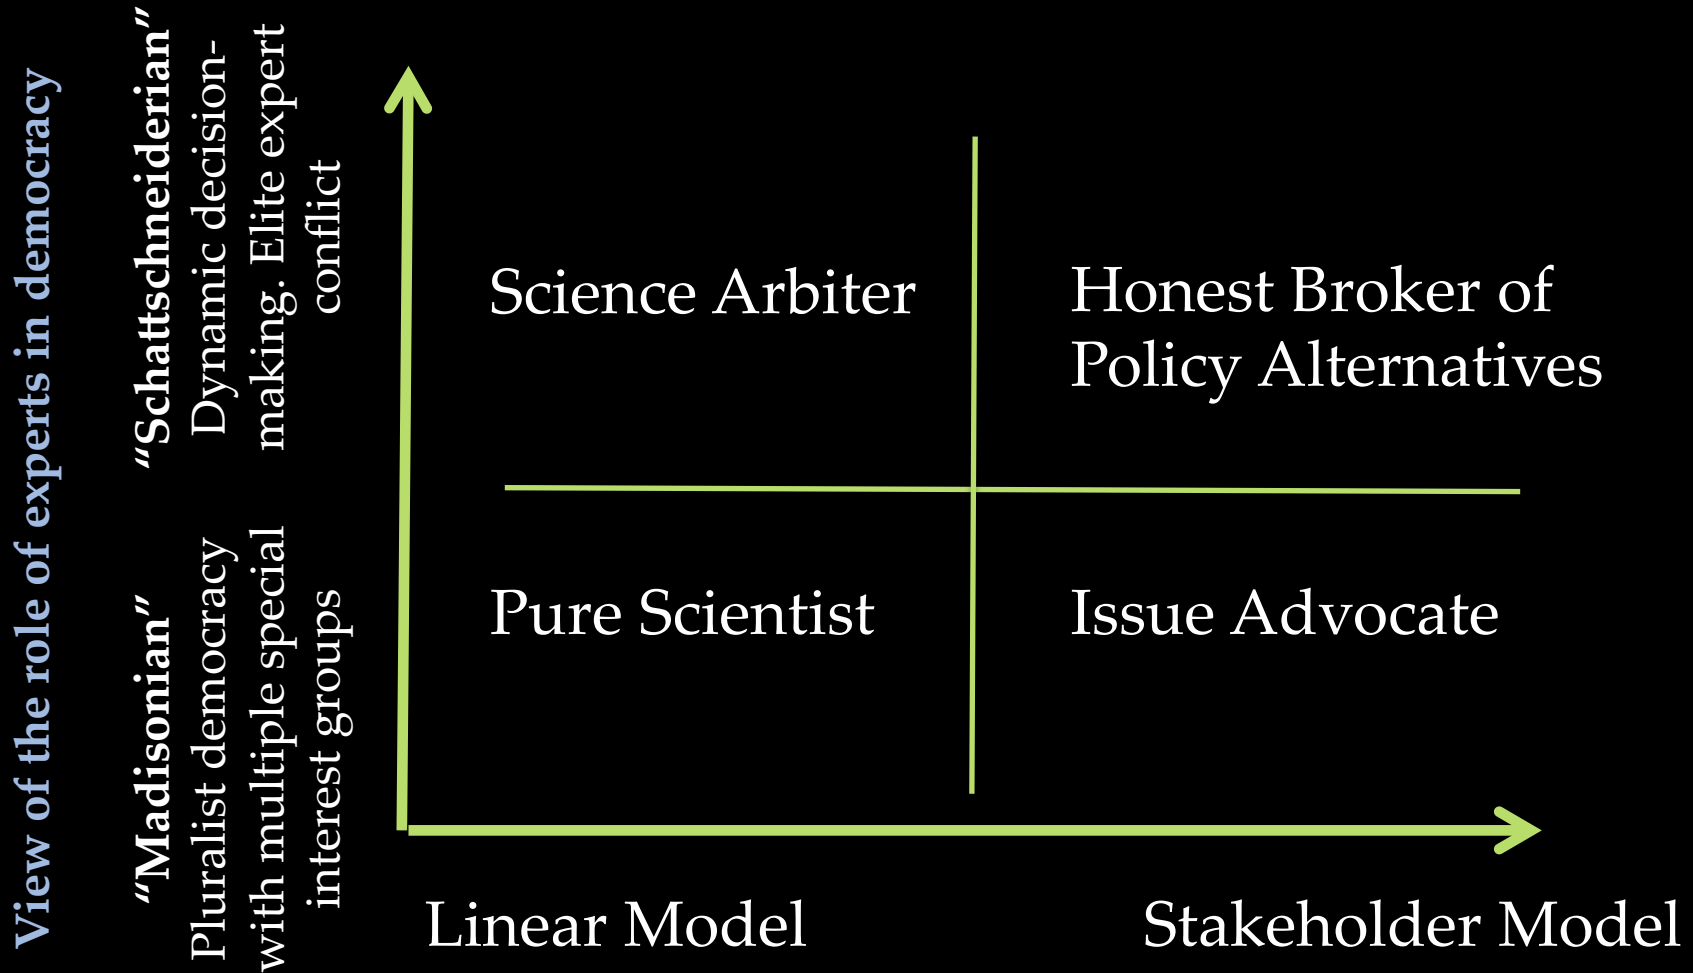 View of the role of experts in democracy
“Schattschneiderian”
Dynamic decision-
making. Elite expert
conflict
“Madisonian”
Pluralist democracy
with multiple special
interest groups
Science Arbiter
Honest Broker of
Policy Alternatives
Pure Scientist
Issue Advocate
Linear Model
Stakeholder Model